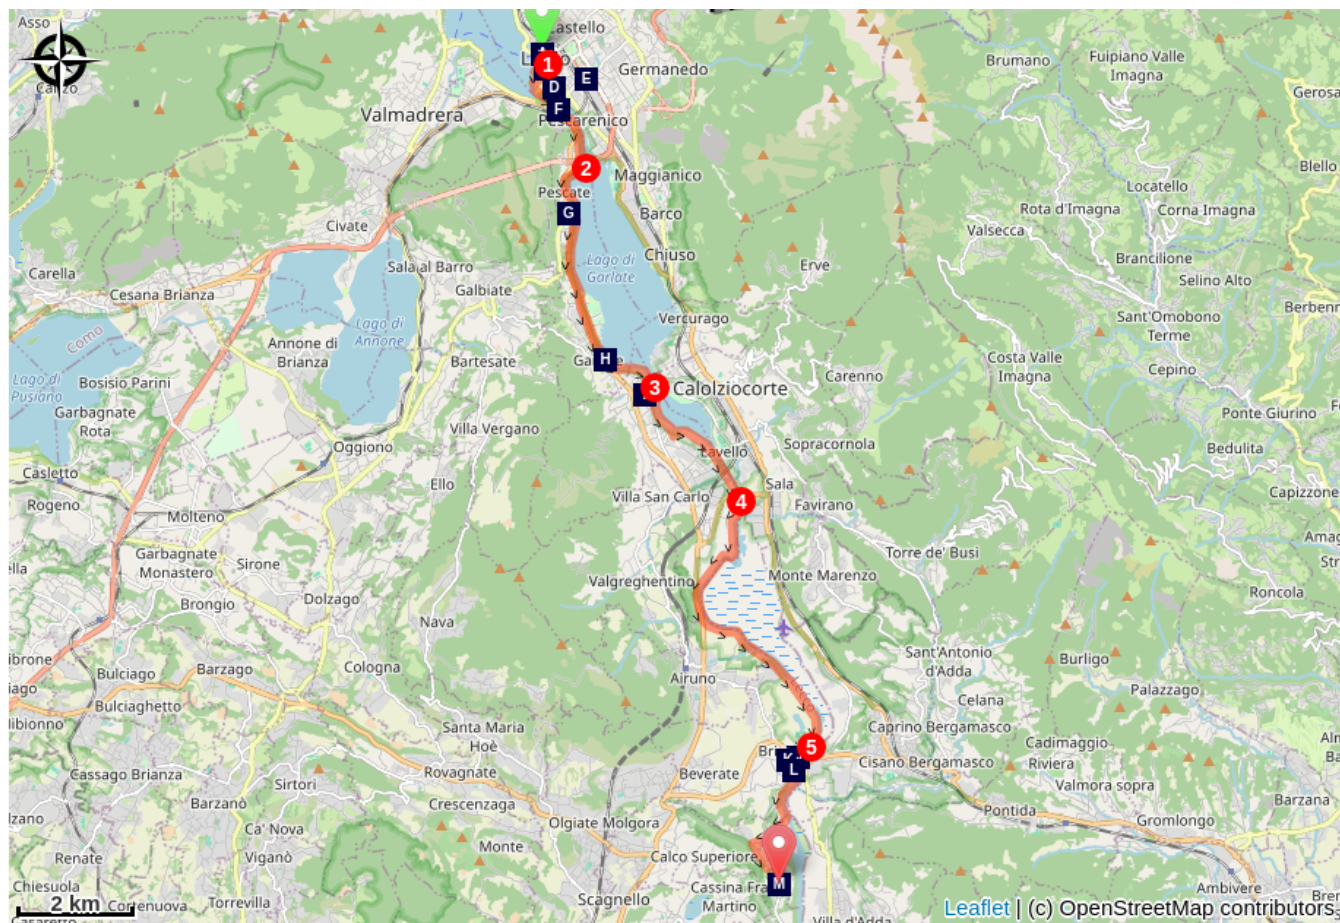 Asso
Castello
Brumano
Fuipiano Valle
Imagna
1
Germanedo
E
D
F
Valmadrera
Pescarenico
Gerosa
Blello
2
Maggianico
Pescate
Locatello
G
Barco
Rota d'Imagna
Corna Imagna
Civate
Valsecca
Chiuso
Brancilione
Lago di
Garlate
Erve
Carella
Sala al Barro
Selino Alto
Cesana Brianza
Galbiate
Vercurago
Sant'Omobono
Terme
Como
Lago di
Annone
Annone di
Brianza
Bartesate
H
Costa Valle
Imagna
Cepino
Lago di
Pusiano
Bosisio Parini
3
Calolziocorte
Carenno
Garbagnate
Rota
Ponte Giurino
Villa Vergano
Oggiono
Sopracornola
Bedulita
Lavello
Casletto
Ello
Sala
Villa San Carlo
Capizzone
Rogeno
4
Favirano
Molteno
Garbagnate
Monastero
Sirone
Torre de' Busi
Valgreghentino
Monte Marenzo
Roncola
Brongio
Dolzago
Nava
Sant'Antonio
d'Adda
Burligo
Cologna
Bulciago
Barzago
Airuno
Palazzago
Celana
Bulciaghetto
Santa Maria
Hoè
Caprino Bergamasco
Cadimaggio
Riviera
5
L
Cisano Bergamasco
Cassago Brianza
Sirtori
Rovagnate
Beverate
Valmora sopra
Barzana
Crescenzaga
Barzanò
Pontida
Gromlongo
Olgiate Molgora
Ca' Nova
Monte
Renate
Viganò
Calco Superiore
M
Ambivere
Chiesuola
Scagnello
Cassina Fra
Martino
2 km
Torrevilla
Villa d'Adda
Leaflet | (c) OpenStreetMap contributors